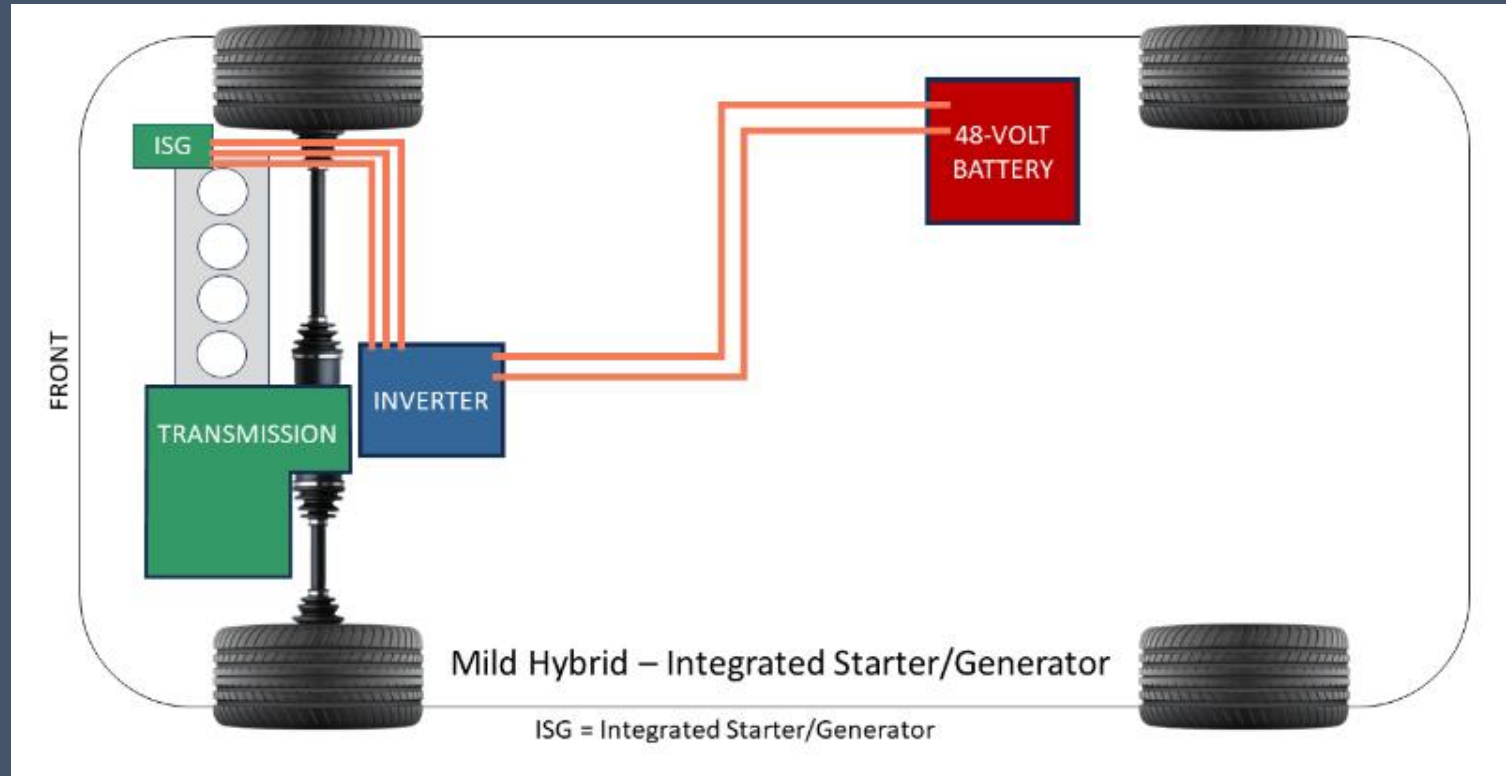 ISG
48-VOLT
BATTERY
FRONT
INVERTER
TRANSMISSION
Mild Hybrid – Integrated Starter/Generator
ISG = Integrated Starter/Generator